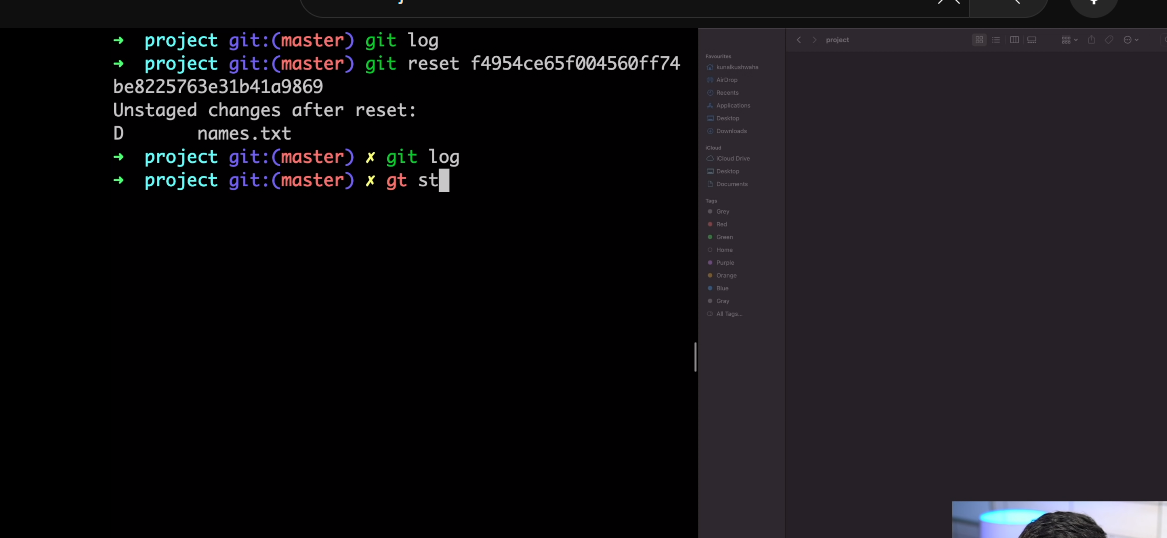 ➜ project git:(master) git log
➜ project git:(master) git reset f4954ce65f004560ff74
be8225763e31b41a9869
Unstaged changes after reset:
D names.txt
➜ project git:(master) ✗ git log
➜ project git:(master) ✗ gt st
project
Favourites
kunalkushwaha
AirDrop
Recents
Applications
Desktop
Downloads
iCloud
iCloud Drive
Desktop
Documents
Tags
Grey
Red
Green
Home
Purple
Orange
Blue
Gray
All Tags...